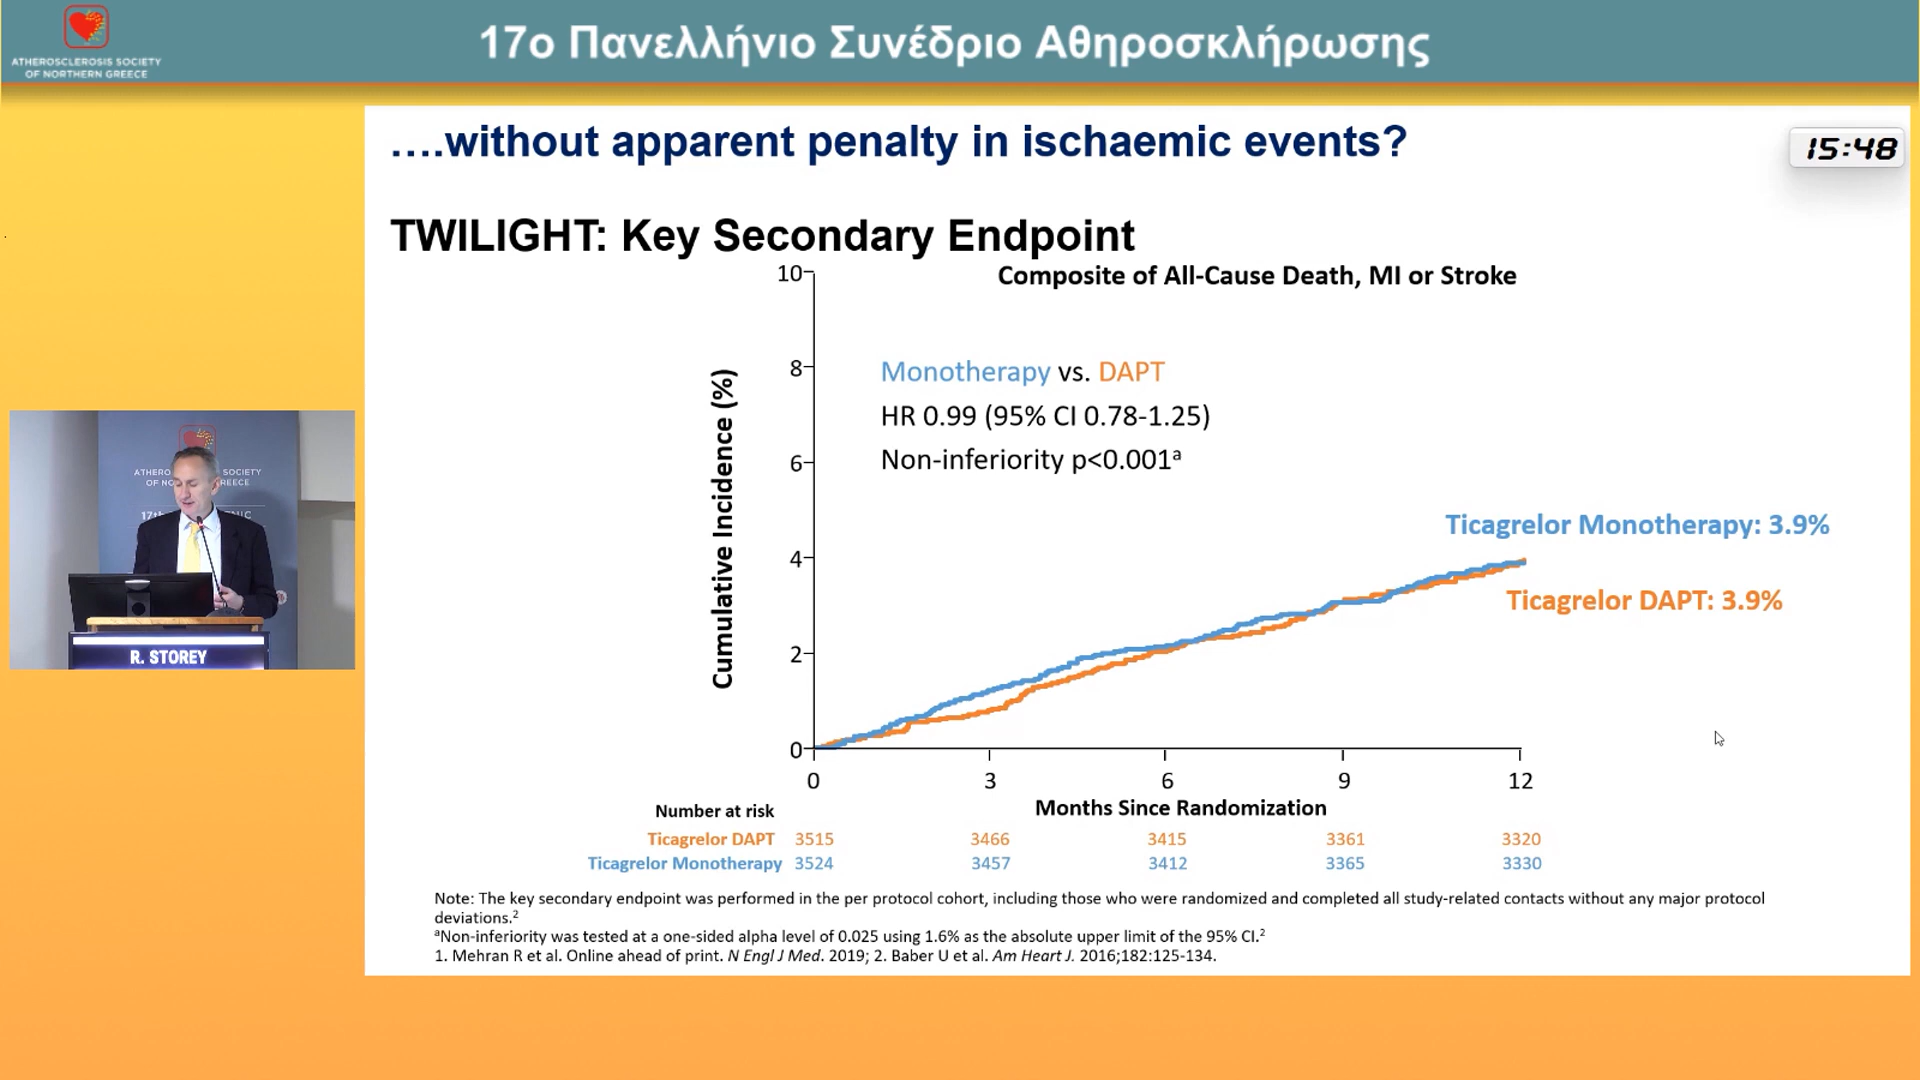 17ο Πανελλήνιο Συνέδριο Αθηροσκλήρωσης
ATHEROSCLEROSIS SOCIETY
OF NORTHERN GREECE
….without apparent penalty in ischaemic events?
15:48
TWILIGHT: Key Secondary Endpoint
Composite of All-Cause Death, MI or Stroke
Cumulative Incidence (%)
10
8
6
4
2
0
Monotherapy vs. DAPT
HR 0.99 (95% CI 0.78-1.25)
Non-inferiority p<0.001ᵃ
Ticagrelor Monotherapy: 3.9%
Ticagrelor DAPT: 3.9%
0 3 6 9 12
Months Since Randomization
Number at risk
Ticagrelor DAPT 3515 3466 3415 3361 3320
Ticagrelor Monotherapy 3524 3457 3412 3365 3330
Note: The key secondary endpoint was performed in the per protocol cohort, including those who were randomized and completed all study-related contacts without any major protocol
deviations.²
ᵃNon-inferiority was tested at a one-sided alpha level of 0.025 using 1.6% as the absolute upper limit of the 95% CI.²
1. Mehran R et al. Online ahead of print. N Engl J Med. 2019; 2. Baber U et al. Am Heart J. 2016;182:125-134.
ATHERO SOCIETY
OF NO REECE
17th NIC
R. STOREY